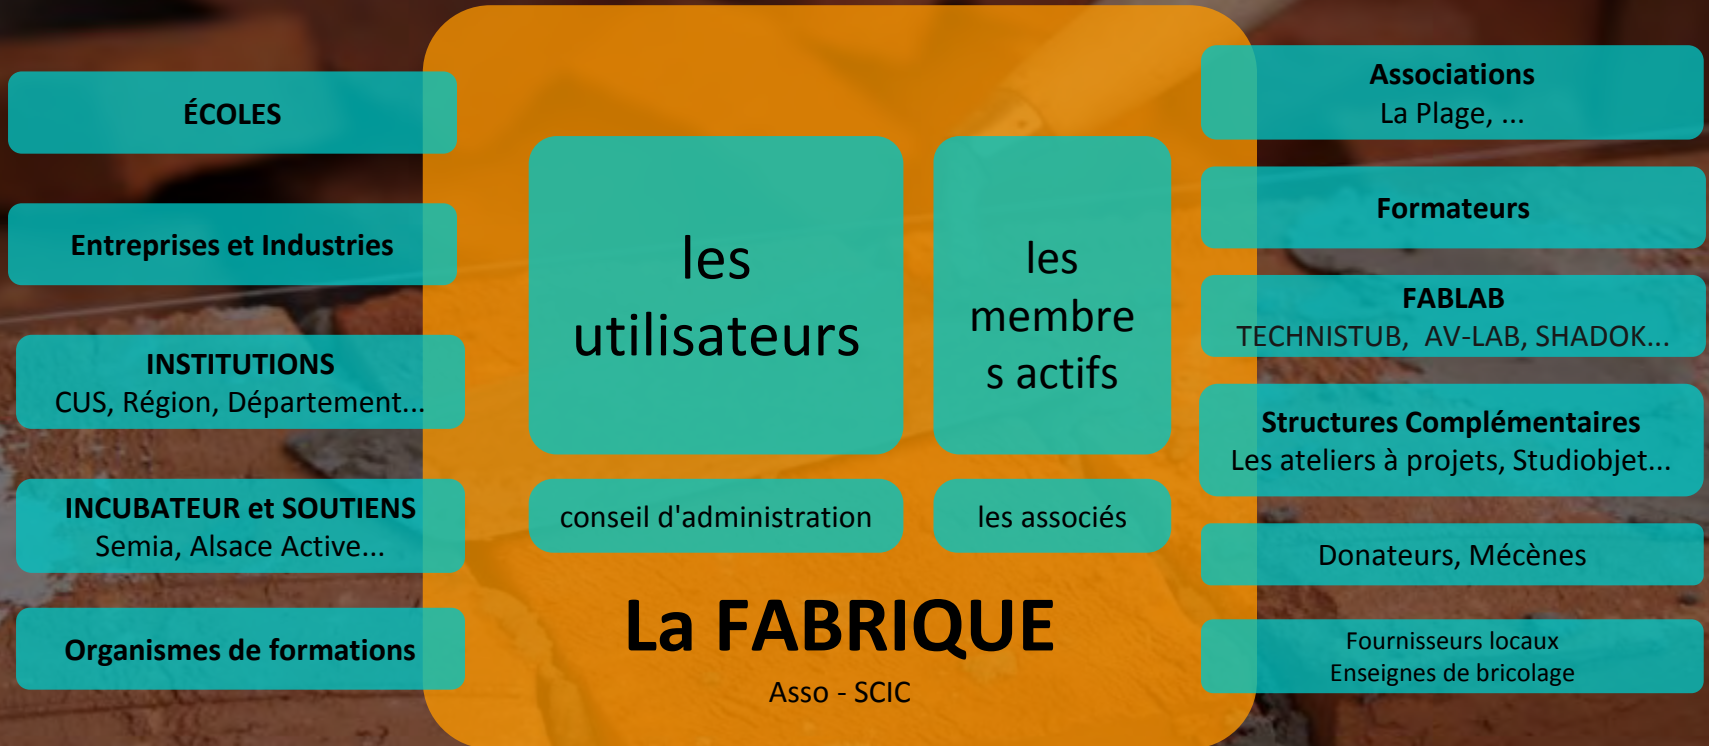 ÉCOLES
Entreprises et Industries
INSTITUTIONS
CUS, Région, Département...
INCUBATEUR et SOUTIENS
Semia, Alsace Active...
Organismes de formations
les
utilisateurs
les
membre
s actifs
conseil d'administration
les associés
La FABRIQUE
Asso - SCIC
Associations
La Plage, ...
Formateurs
FABLAB
TECHNISTUB, AV-LAB, SHADOK...
Structures Complémentaires
Les ateliers à projets, Studiobjet...
Donateurs, Mécènes
Fournisseurs locaux
Enseignes de bricolage